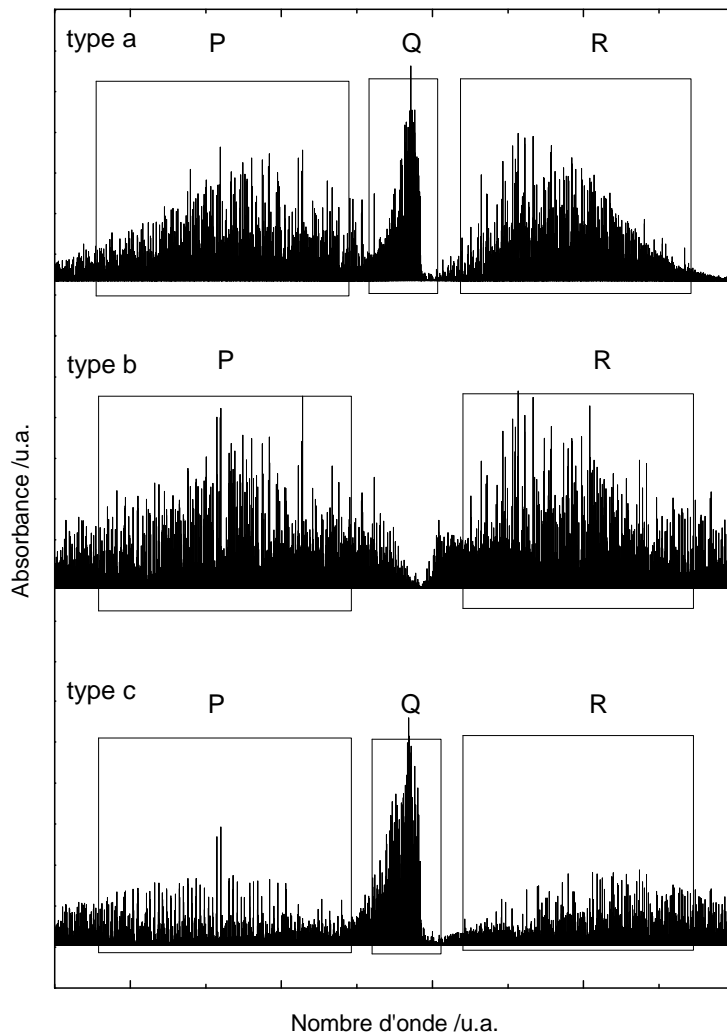 type a
P Q R
type b
P R
type c
P Q R
Absorbance /u.a.
Nombre d'onde /u.a.